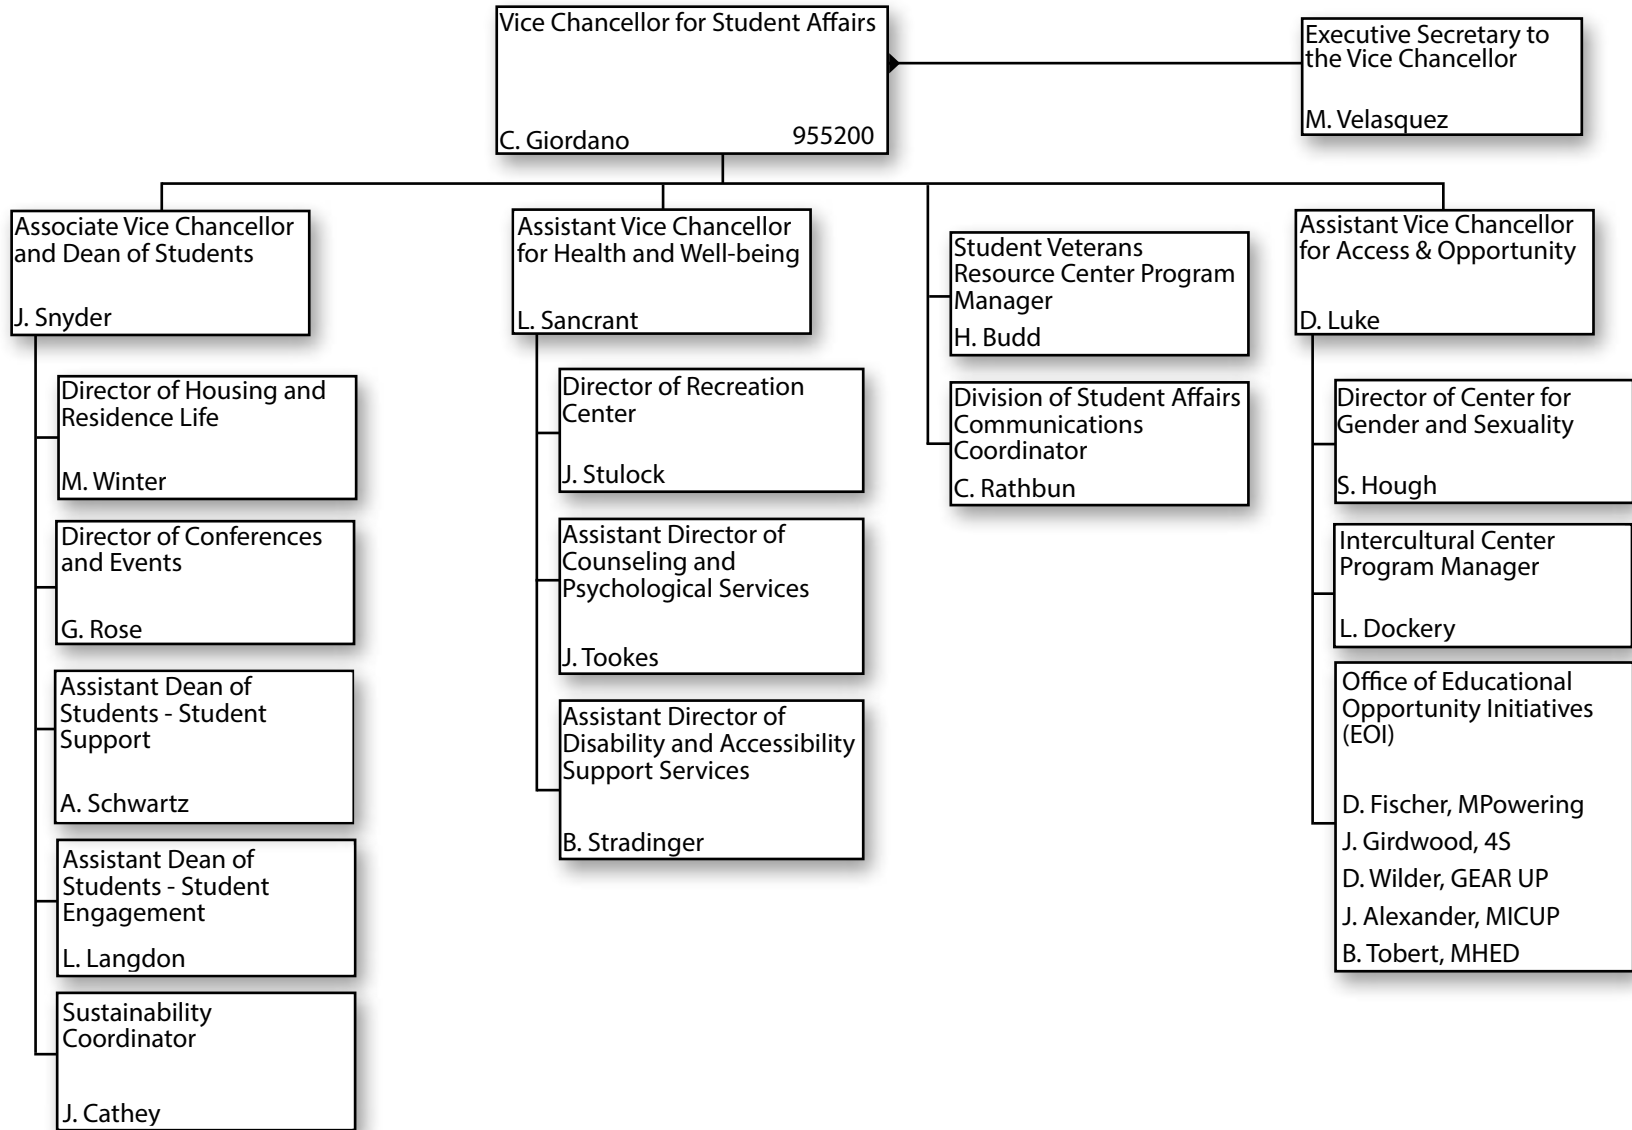 Vice Chancellor for Student Affairs
C. Giordano 955200
Executive Secretary to
the Vice Chancellor
M. Velasquez
Associate Vice Chancellor
and Dean of Students
J. Snyder
Director of Housing and
Residence Life
M. Winter
Director of Conferences
and Events
G. Rose
Assistant Dean of
Students - Student
Support
A. Schwartz
Assistant Dean of
Students - Student
Engagement
L. Langdon
Sustainability
Coordinator
J. Cathey
Assistant Vice Chancellor
for Health and Well-being
L. Sancrant
Director of Recreation
Center
J. Stulock
Assistant Director of
Counseling and
Psychological Services
J. Tookes
Assistant Director of
Disability and Accessibility
Support Services
B. Stradinger
Student Veterans
Resource Center Program
Manager
H. Budd
Division of Student Affairs
Communications
Coordinator
C. Rathbun
Assistant Vice Chancellor
for Access & Opportunity
D. Luke
Director of Center for
Gender and Sexuality
S. Hough
Intercultural Center
Program Manager
L. Dockery
Office of Educational
Opportunity Initiatives
(EOI)
D. Fischer, MPowering
J. Girdwood, 4S
D. Wilder, GEAR UP
J. Alexander, MICUP
B. Tobert, MHED